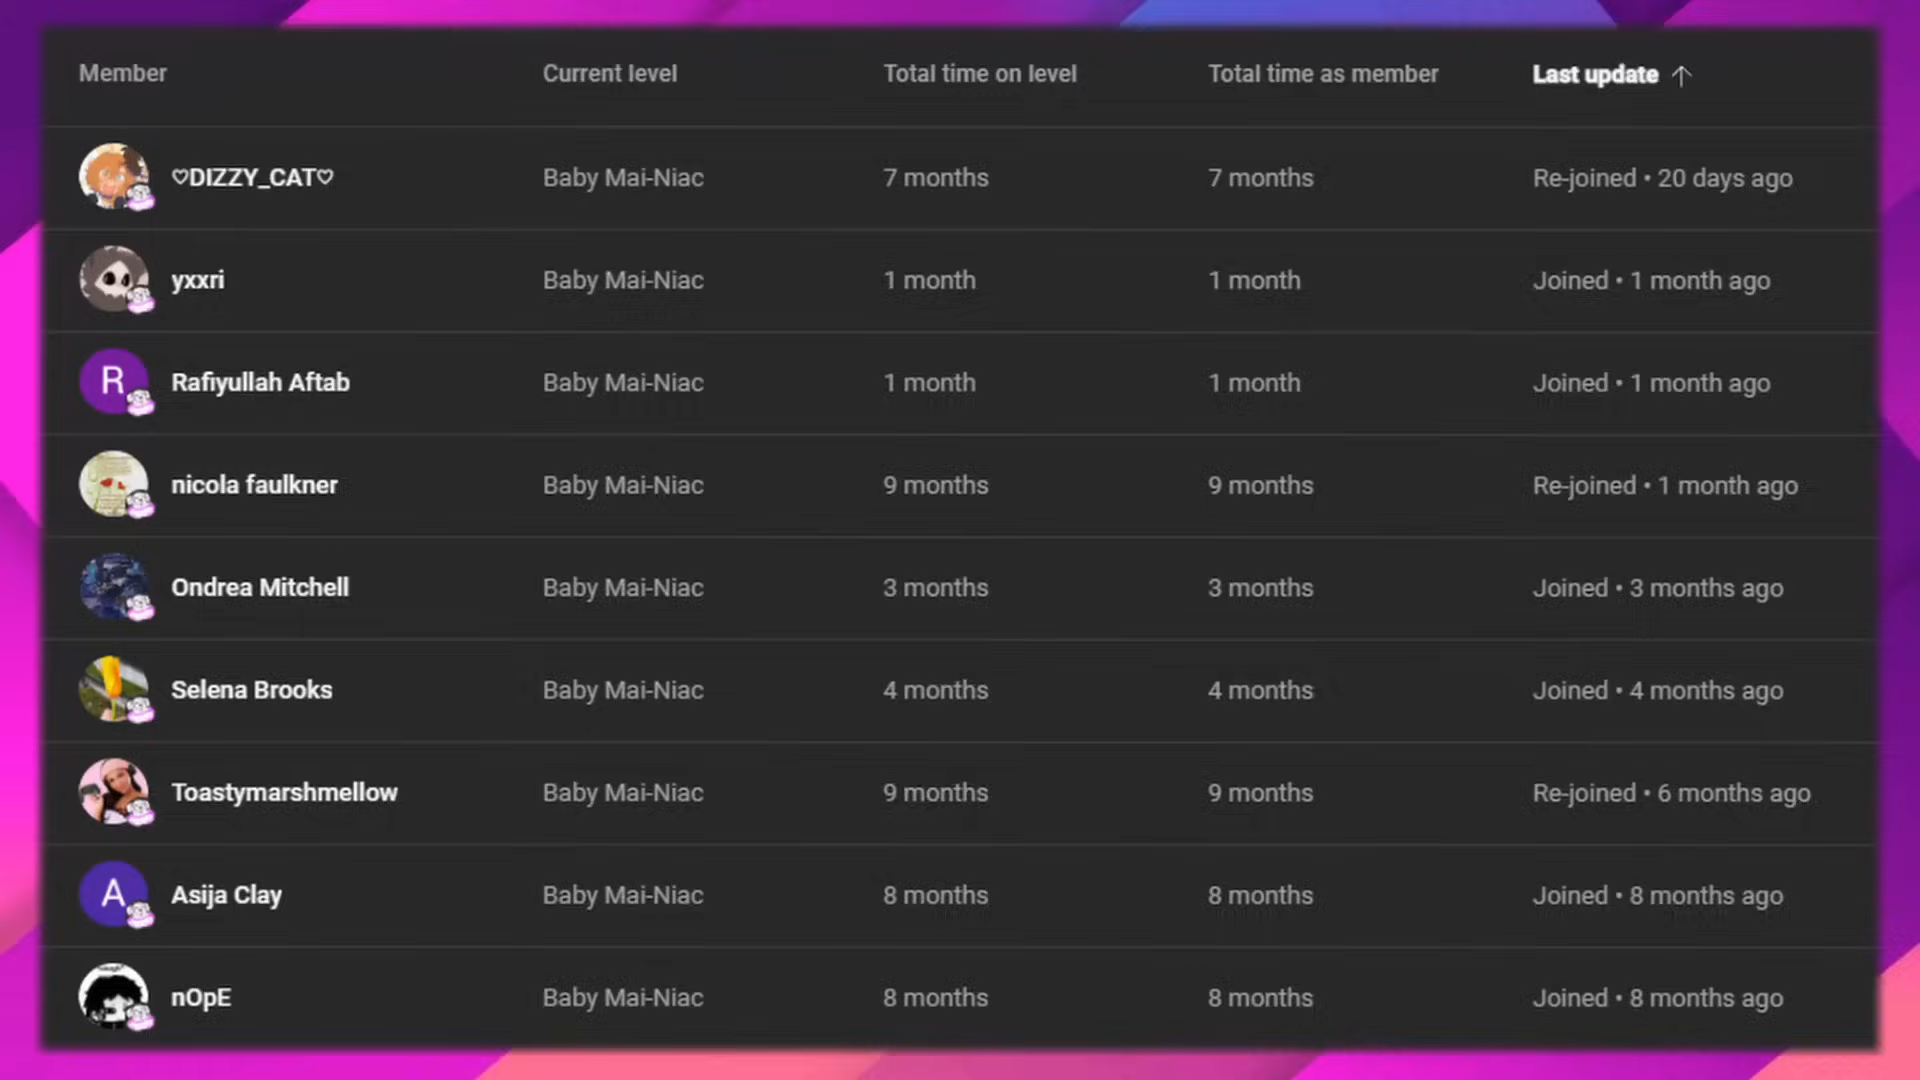 Member Current level Total time on level Total time as member Last update ↑
♡DIZZY_CAT♡ Baby Mai-Niac 7 months 7 months Re-joined • 20 days ago
yxxri Baby Mai-Niac 1 month 1 month Joined • 1 month ago
R Rafiyullah Aftab Baby Mai-Niac 1 month 1 month Joined • 1 month ago
nicola faulkner Baby Mai-Niac 9 months 9 months Re-joined • 1 month ago
Ondrea Mitchell Baby Mai-Niac 3 months 3 months Joined • 3 months ago
Selena Brooks Baby Mai-Niac 4 months 4 months Joined • 4 months ago
Toastymarshmellow Baby Mai-Niac 9 months 9 months Re-joined • 6 months ago
A Asija Clay Baby Mai-Niac 8 months 8 months Joined • 8 months ago
nOpE Baby Mai-Niac 8 months 8 months Joined • 8 months ago